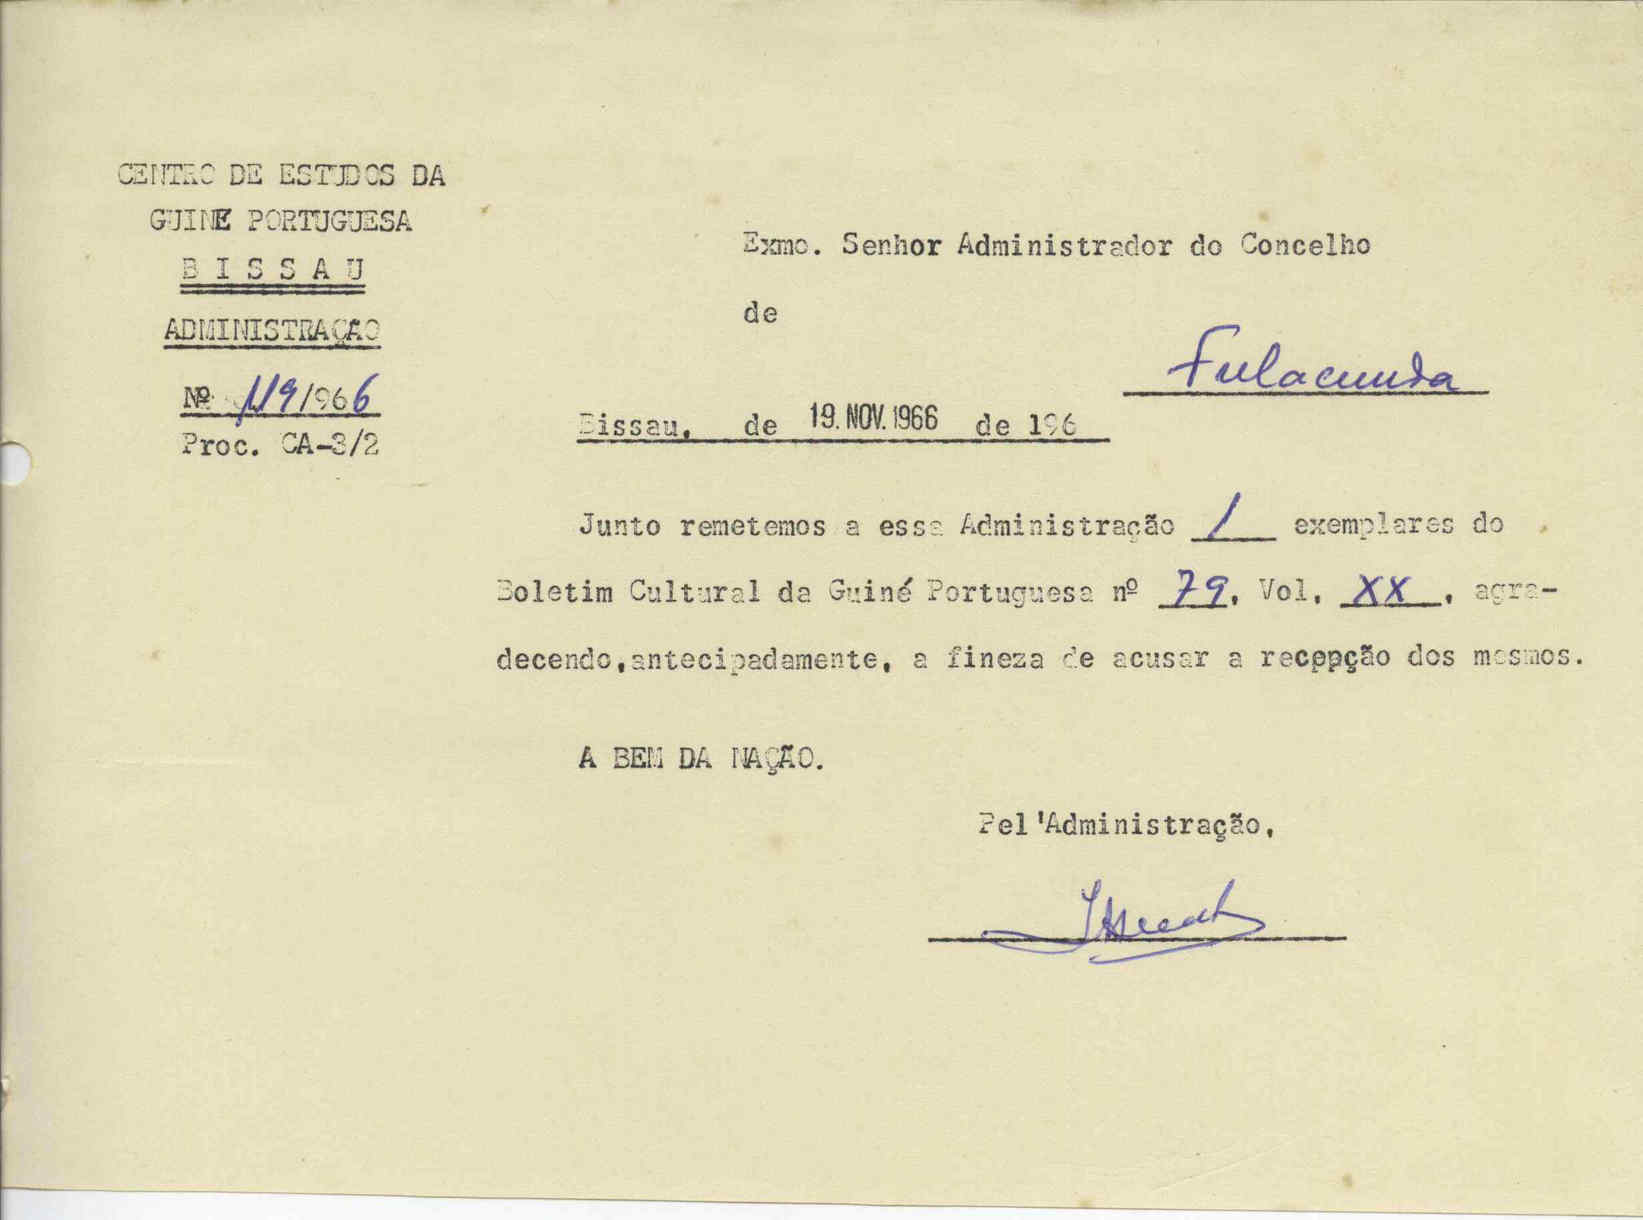 CENTRO DE ESTUDOS DA
GUINE PORTUGUESA
B I S S A U
ADMINISTRAÇÃO
Nº 119/966
Proc. CA-3/2
Exmo. Senhor Administrador do Concelho
de
Fulacunda
Bissau, de 19. NOV. 1966 de 196
Junto remetemos a essa Administração 1 exemplares do
Boletim Cultural da Guiné Portuguesa nº 79, Vol. XX, agra-
decendo,antecipadamente, a fineza de acusar a recepção dos mesmos.
A BEM DA NAÇÃO.
Pel'Administração,